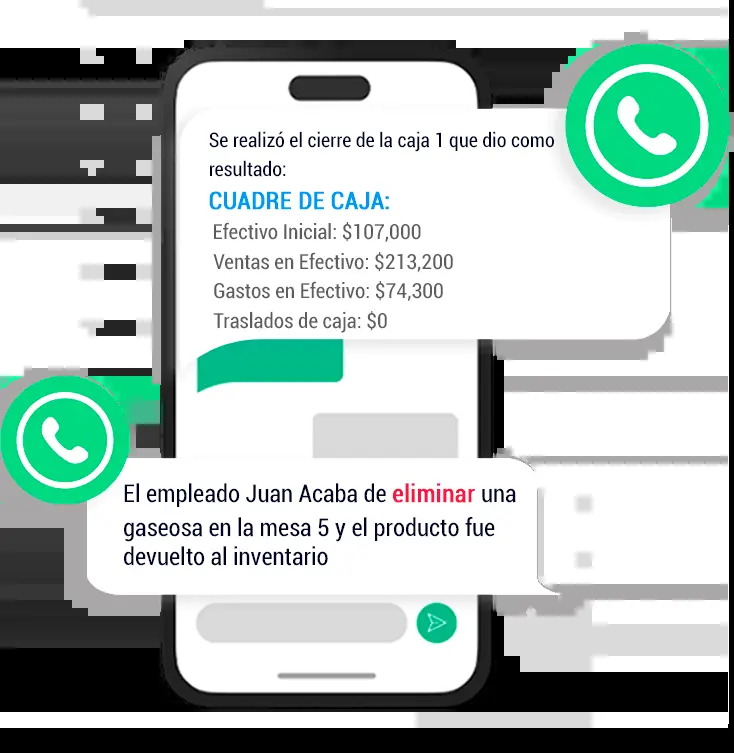 Se realizó el cierre de la caja 1 que dio como
resultado:
CUADRE DE CAJA:
Efectivo Inicial: $107,000
Ventas en Efectivo: $213,200
Gastos en Efectivo: $74,300
Traslados de caja: $0
El empleado Juan Acaba de eliminar una
gaseosa en la mesa 5 y el producto fue
devuelto al inventario